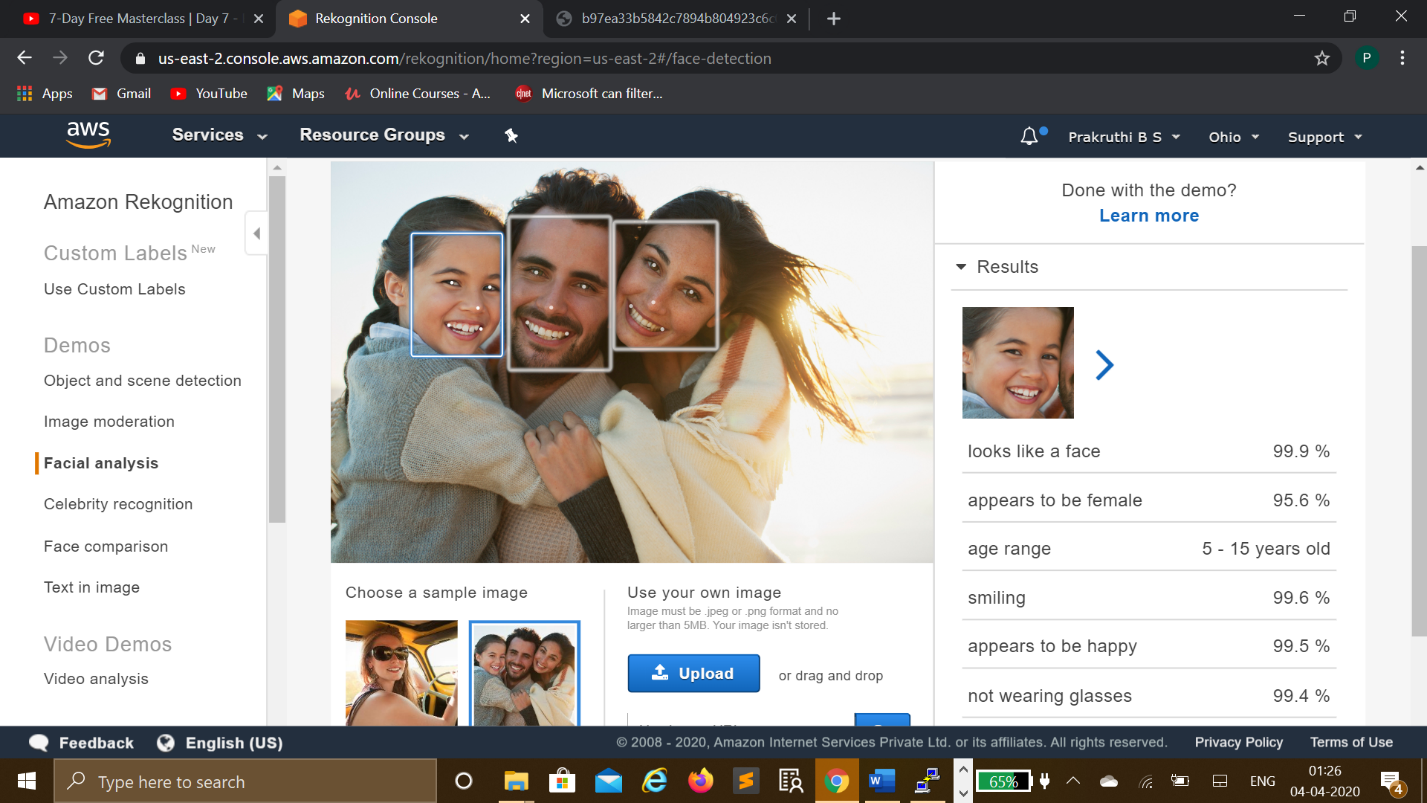 7-Day Free Masterclass | Day 7 -
Rekognition Console
b97ea33b5842c7894b804923c6c
us-east-2.console.aws.amazon.com/rekognition/home?region=us-east-2#/face-detection
P
Apps
Gmail
YouTube
Maps
Online Courses - A...
c|net
Microsoft can filter...
aws
Services
Resource Groups
Prakruthi B S
Ohio
Support
Amazon Rekognition
Custom Labels New
Use Custom Labels
Demos
Object and scene detection
Image moderation
Facial analysis
Celebrity recognition
Face comparison
Text in image
Video Demos
Video analysis
Choose a sample image
Use your own image
Image must be .jpeg or .png format and no
larger than 5MB. Your image isn't stored.
Upload
or drag and drop
Done with the demo?
Learn more
Results
looks like a face 99.9 %
appears to be female 95.6 %
age range 5 - 15 years old
smiling 99.6 %
appears to be happy 99.5 %
not wearing glasses 99.4 %
Feedback
English (US)
© 2008 - 2020, Amazon Internet Services Private Ltd. or its affiliates. All rights reserved.
Privacy Policy
Terms of Use
Type here to search
W
65%
ENG
01:26
04-04-2020
4